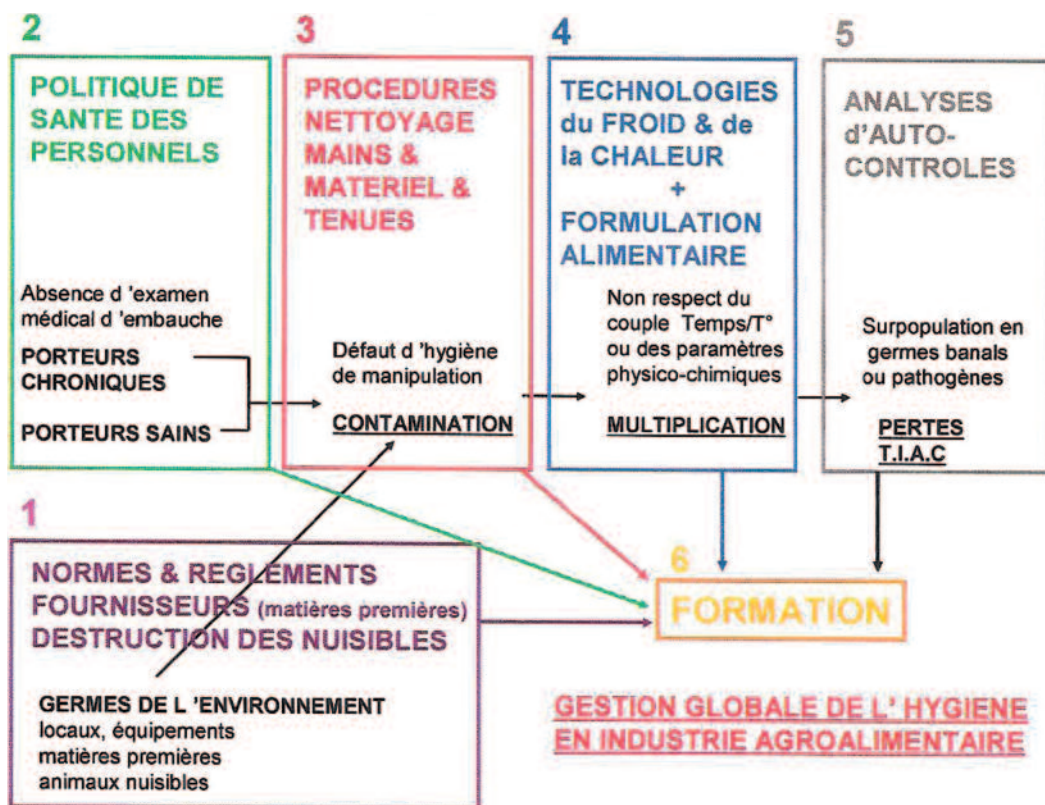 2
POLITIQUE DE
SANTE DES
PERSONNELS
Absence d 'examen
médical d 'embauche
PORTEURS
CHRONIQUES
PORTEURS SAINS
3
PROCEDURES
NETTOYAGE
MAINS &
MATERIEL &
TENUES
Défaut d 'hygiène
de manipulation
CONTAMINATION
4
TECHNOLOGIES
du FROID & de
la CHALEUR
+
FORMULATION
ALIMENTAIRE
Non respect du
couple Temps/T°
ou des paramètres
physico-chimiques
MULTIPLICATION
5
ANALYSES
d'AUTO-
CONTROLES
Surpopulation en
germes banals
ou pathogènes
PERTES
T.I.A.C
1
NORMES & REGLEMENTS
FOURNISSEURS (matières premières)
DESTRUCTION DES NUISIBLES
GERMES DE L 'ENVIRONNEMENT
locaux, équipements
matières premières
animaux nuisibles
6
FORMATION
GESTION GLOBALE DE L' HYGIENE
EN INDUSTRIE AGROALIMENTAIRE